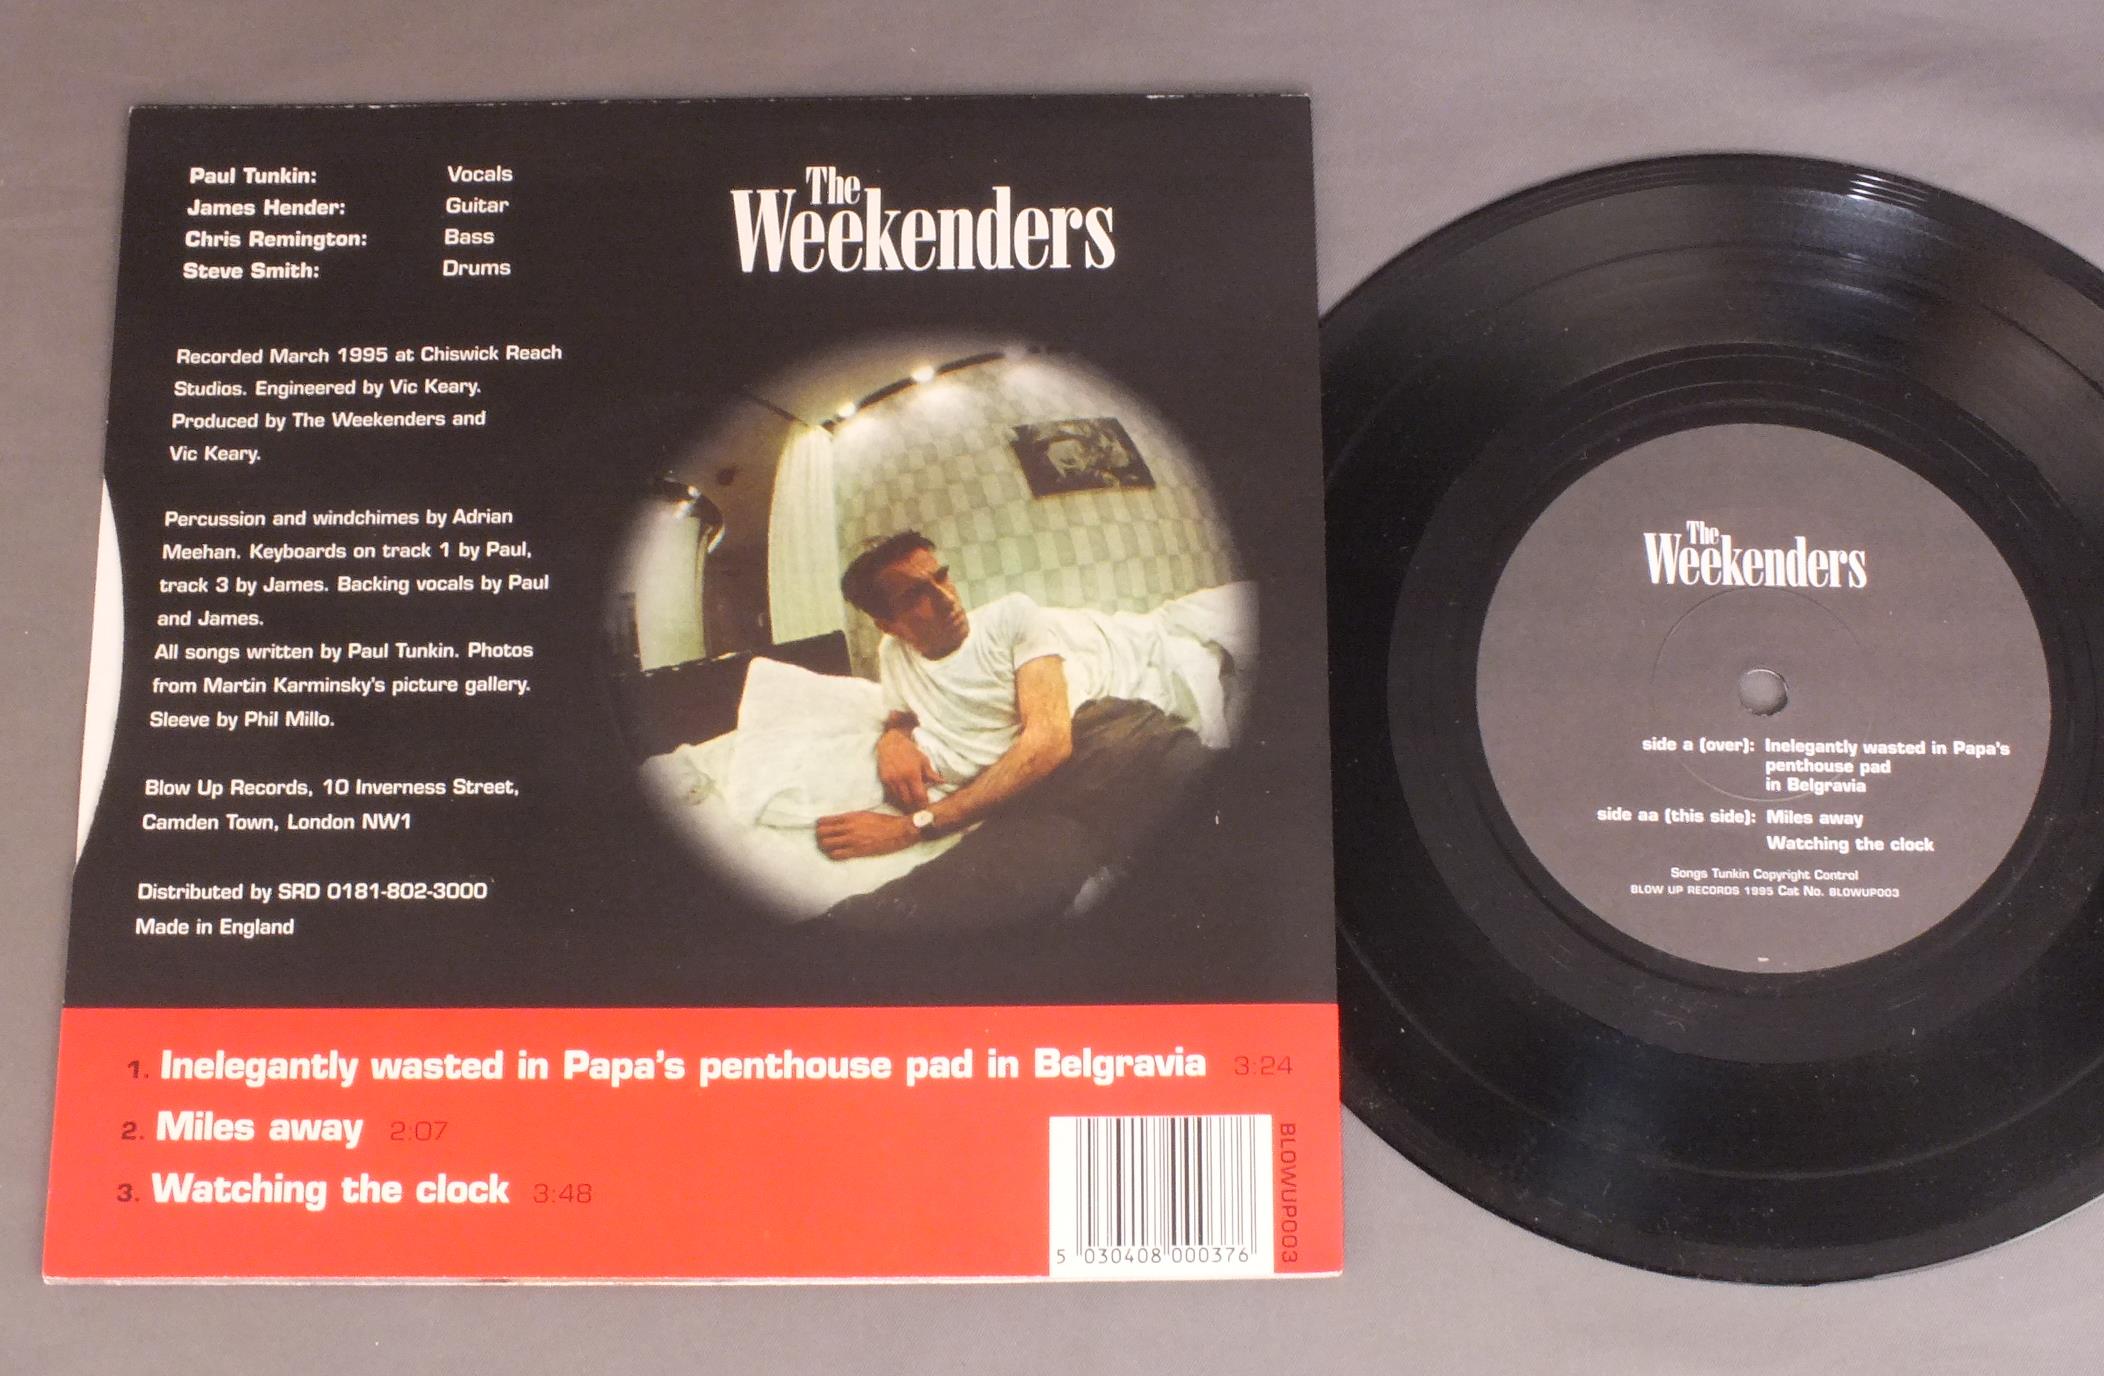 Paul Tunkin: Vocals
James Hender: Guitar
Chris Remington: Bass
Steve Smith: Drums
Recorded March 1995 at Chiswick Reach
Studios. Engineered by Vic Keary.
Produced by The Weekenders and
Vic Keary.
Percussion and windchimes by Adrian
Meehan. Keyboards on track 1 by Paul,
track 3 by James. Backing vocals by Paul
and James.
All songs written by Paul Tunkin. Photos
from Martin Karminsky's picture gallery.
Sleeve by Phil Millo.
Blow Up Records, 10 Inverness Street,
Camden Town, London NW1
Distributed by SRD 0181-802-3000
Made in England
The
Weekenders
1. Inelegantly wasted in Papa's penthouse pad in Belgravia 3:24
2. Miles away 2:07
3. Watching the clock 3:48
5 030408 000376
BLOWUP003
The
Weekenders
side a (over): Inelegantly wasted in Papa's
penthouse pad
in Belgravia
side aa (this side): Miles away
Watching the clock
Songs Tunkin Copyright Control
BLOW UP RECORDS 1995 Cat No. BLOWUP003